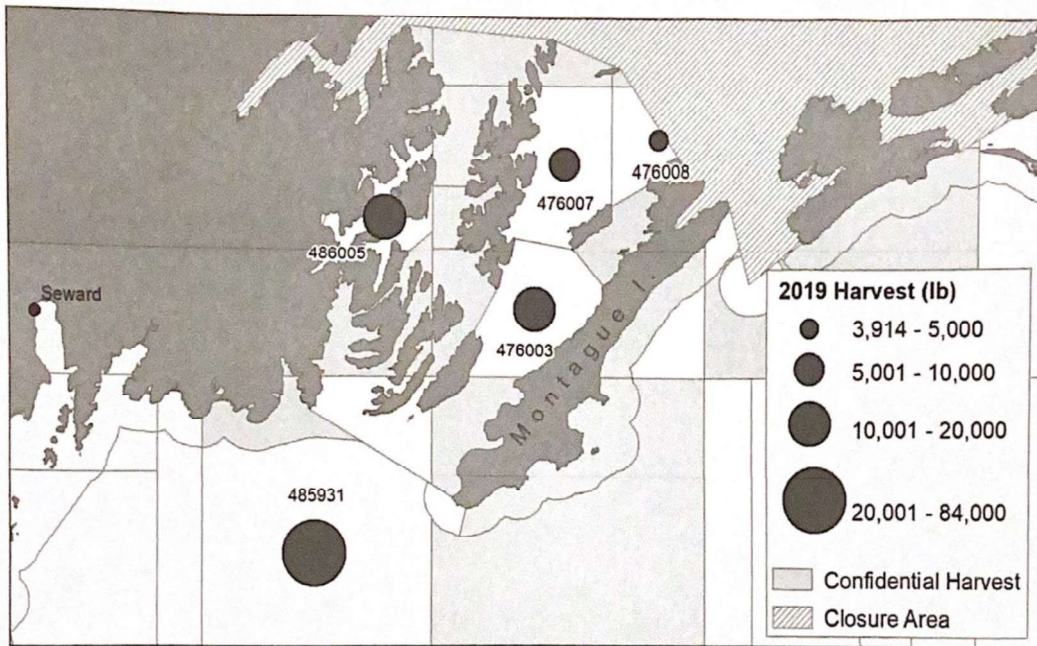 476008
476007
486005
Seward
476003
Montague I.
485931
2019 Harvest (lb)
3,914 - 5,000
5,001 - 10,000
10,001 - 20,000
20,001 - 84,000
Confidential Harvest
Closure Area